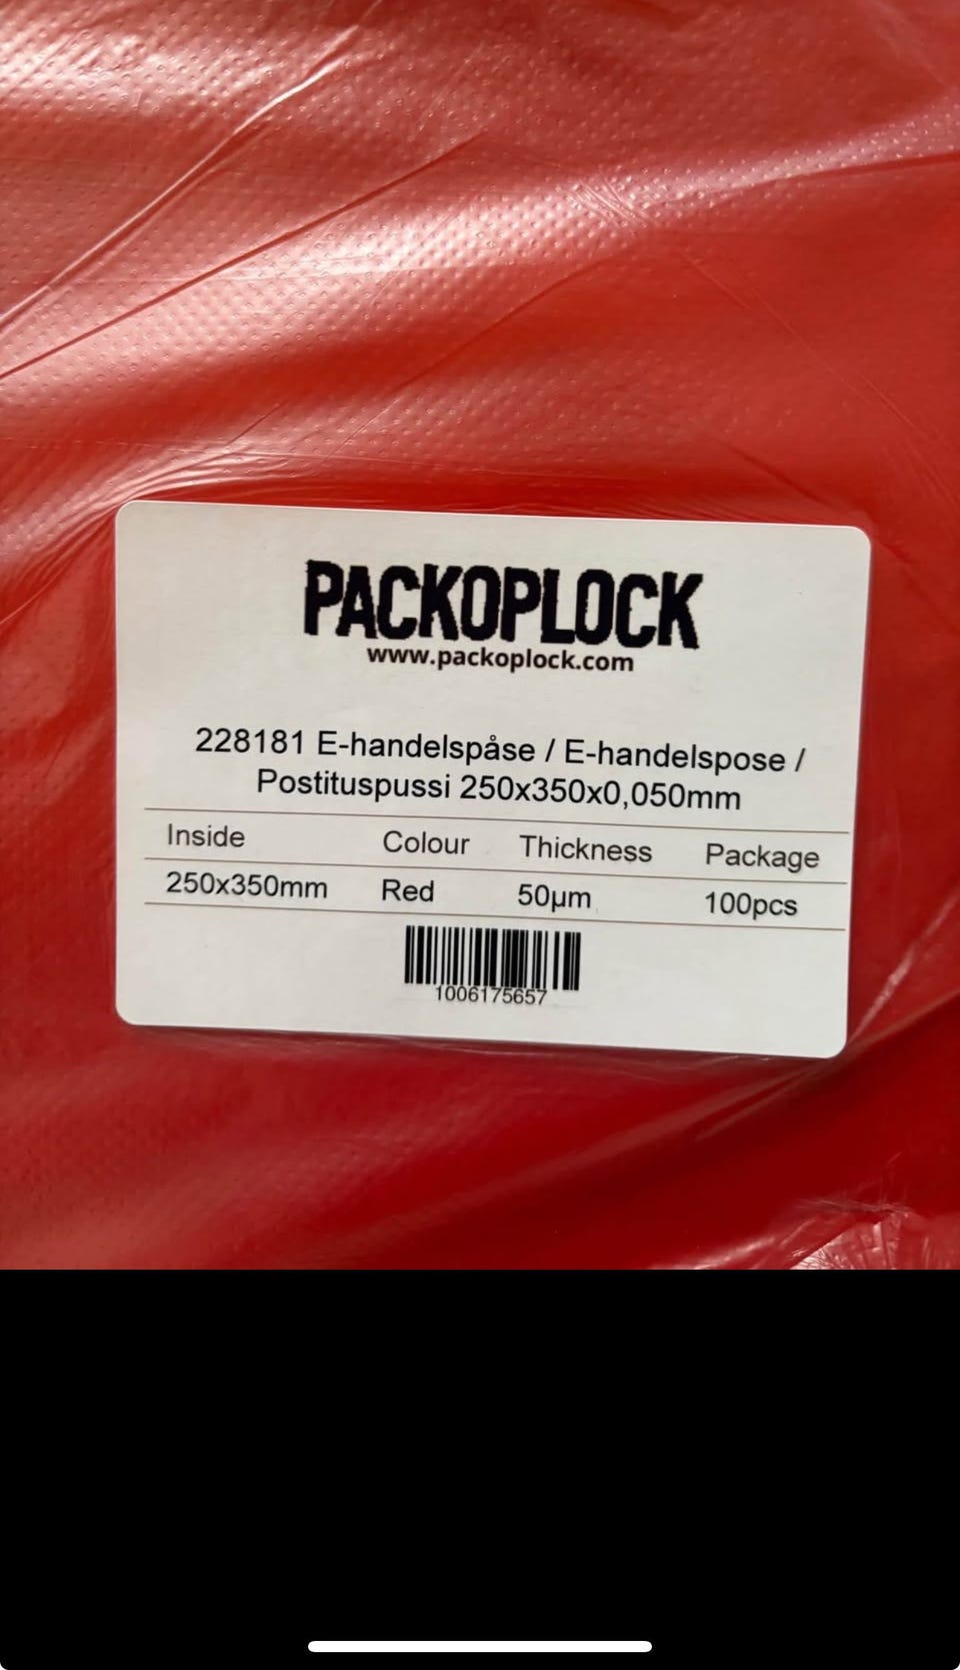 PACKOPLOCK
www.packoplock.com
228181 E-handelspåse / E-handelspose /
Postituspussi 250x350x0,050mm
Inside Colour Thickness Package
250x350mm Red 50µm 100pcs
1006175657